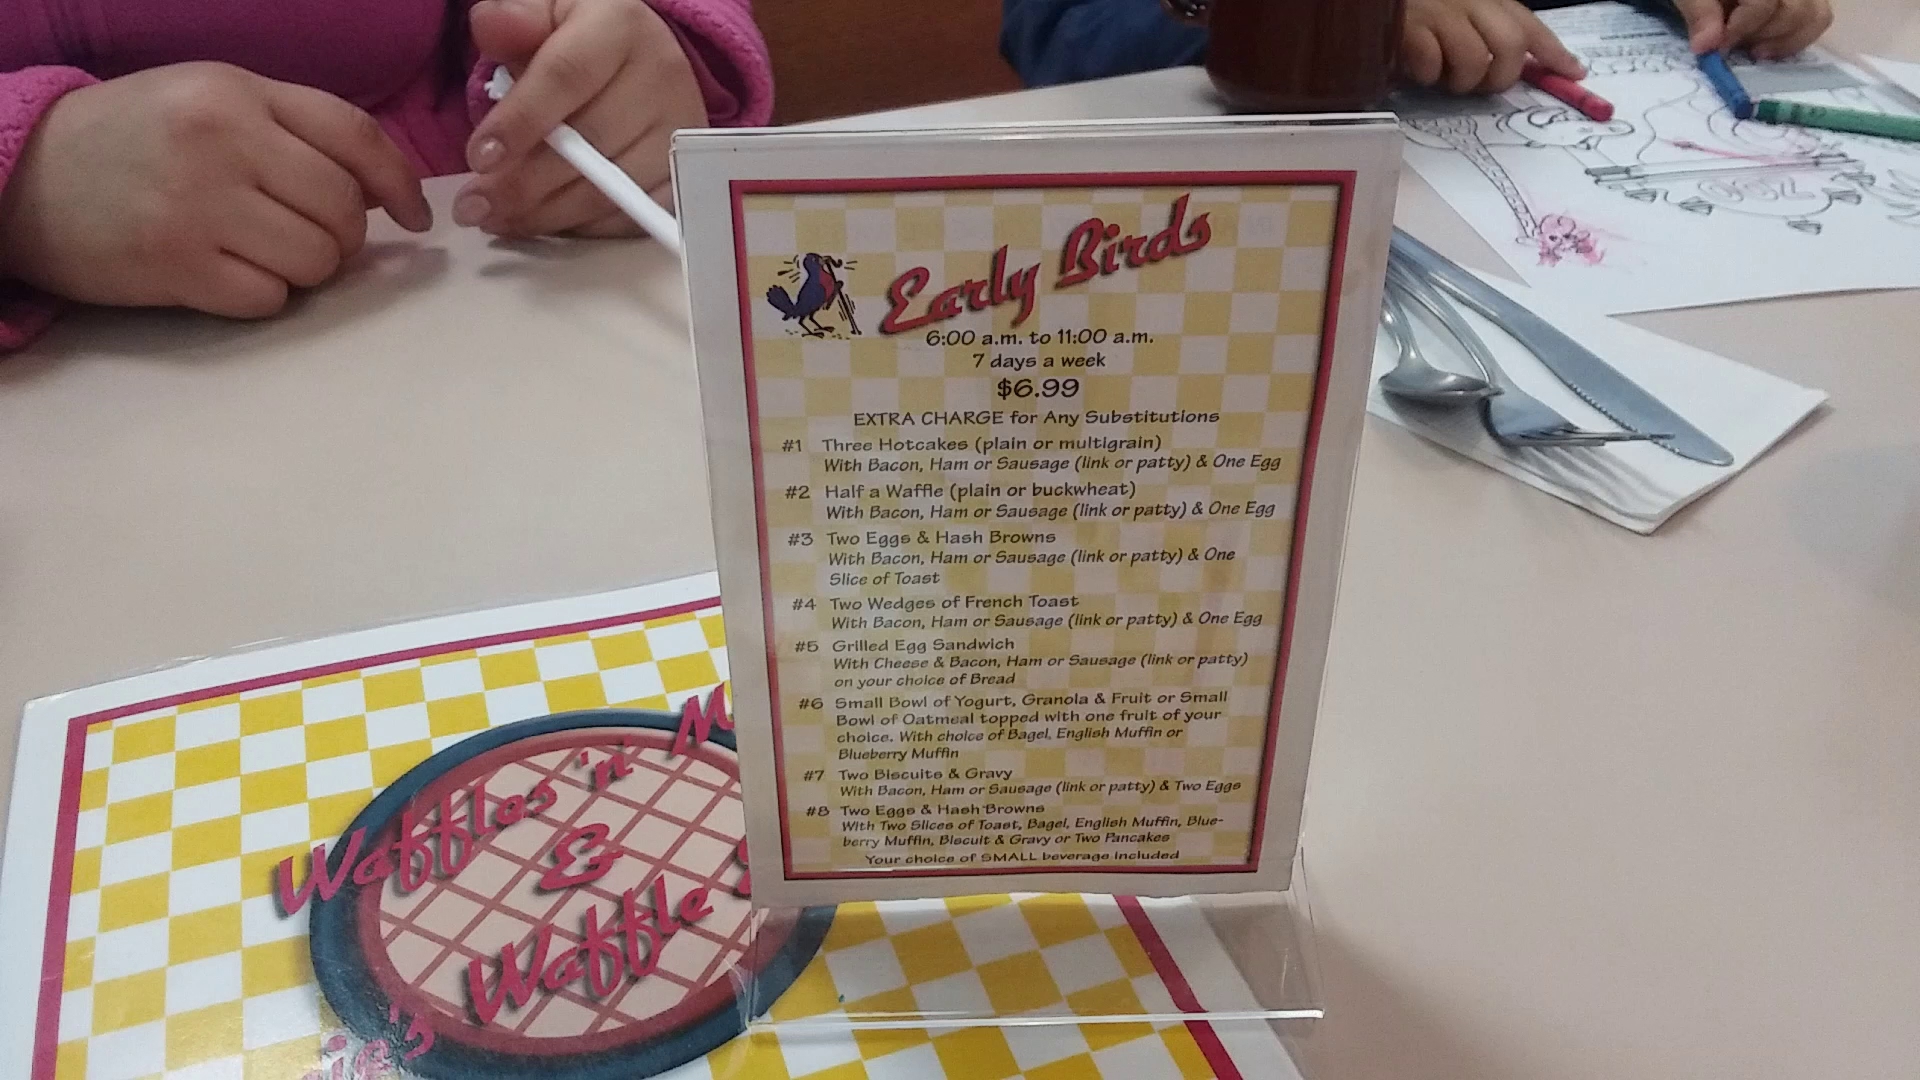 Early Birds
6:00 a.m. to 11:00 a.m.
7 days a week
$6.99
EXTRA CHARGE for Any Substitutions
#1 Three Hotcakes (plain or multigrain)
With Bacon, Ham or Sausage (link or patty) & One Egg
#2 Half a Waffle (plain or buckwheat)
With Bacon, Ham or Sausage (link or patty) & One Egg
#3 Two Eggs & Hash Browns
With Bacon, Ham or Sausage (link or patty) & One
Slice of Toast
#4 Two Wedges of French Toast
With Bacon, Ham or Sausage (link or patty) & One Egg
#5 Grilled Egg Sandwich
With Cheese & Bacon, Ham or Sausage (link or patty)
on your choice of Bread
#6 Small Bowl of Yogurt, Granola & Fruit or Small
Bowl of Oatmeal topped with one fruit of your
choice. With choice of Bagel, English Muffin or
Blueberry Muffin
#7 Two Biscuits & Gravy
With Bacon, Ham or Sausage (link or patty) & Two Eggs
#8 Two Eggs & Hash Browns
With Two Slices of Toast, Bagel, English Muffin, Blue-
berry Muffin, Biscuit & Gravy or Two Pancakes
Your choice of SMALL beverage included
Waffles 'n' M
&
Waffle